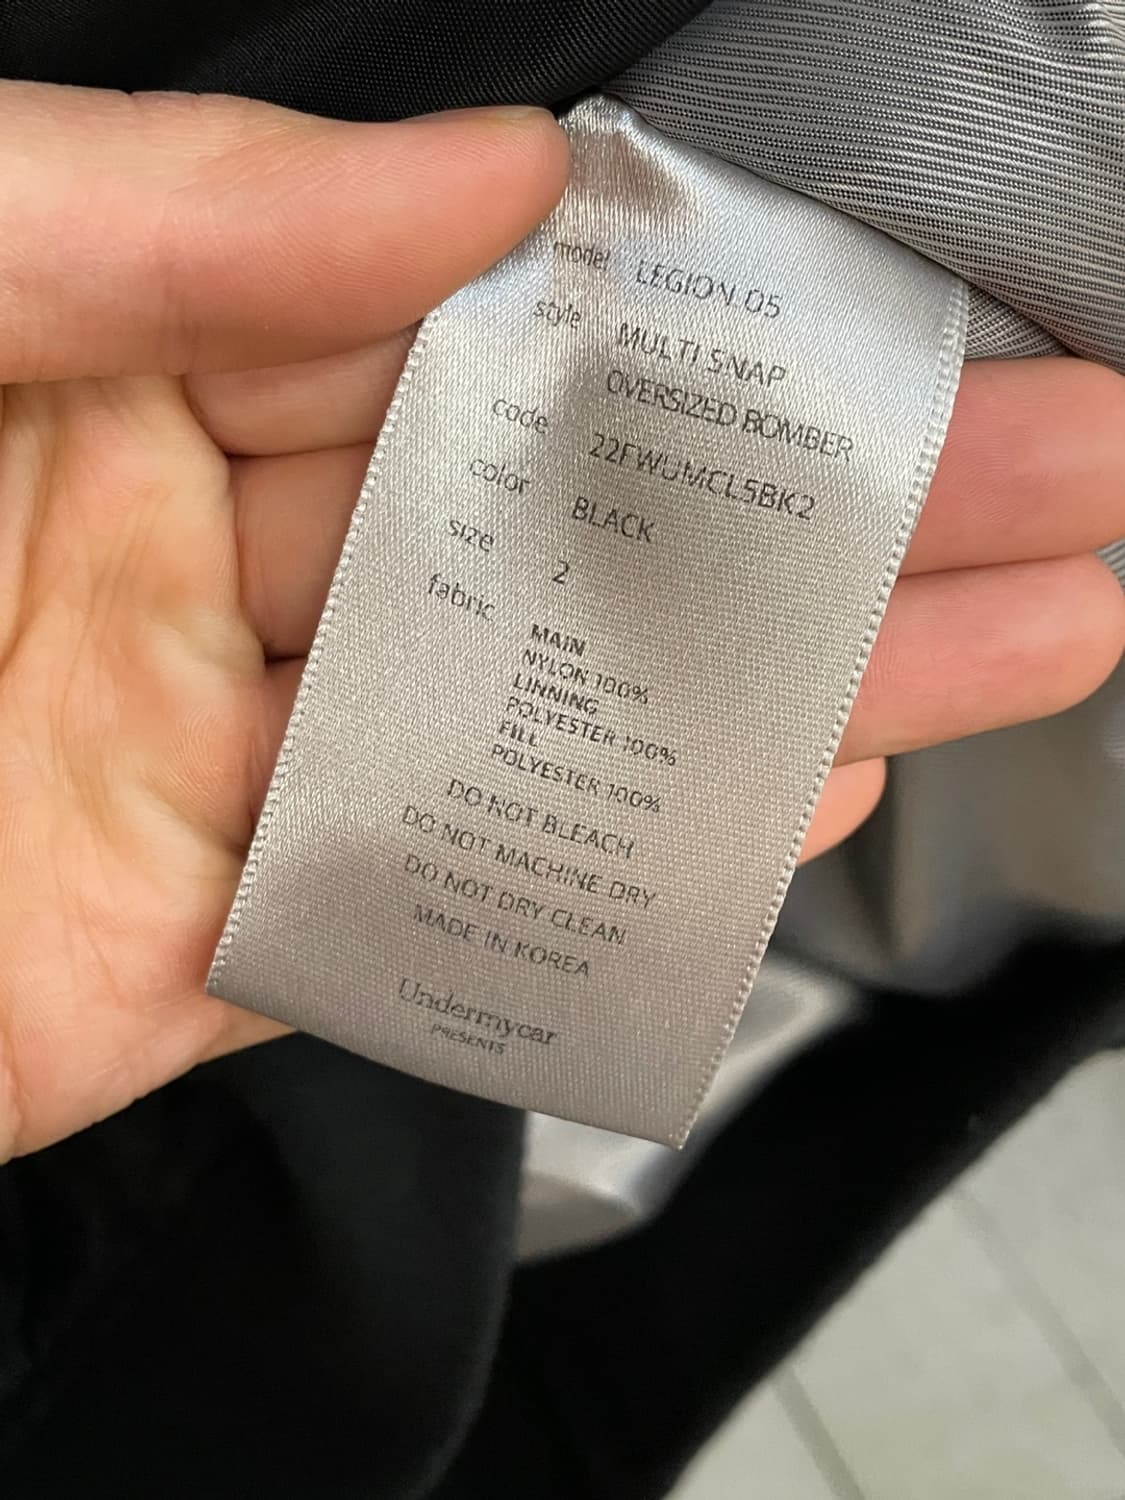 model LEGION 05
style MULTI SNAP
OVERSIZED BOMBER
code 22FWUMCL5BK2
color BLACK
size 2
fabric
MAIN
NYLON 100%
LINNING
POLYESTER 100%
FILL
POLYESTER 100%
DO NOT BLEACH
DO NOT MACHINE DRY
DO NOT DRY CLEAN
MADE IN KOREA
Undermycar
PRESENTS